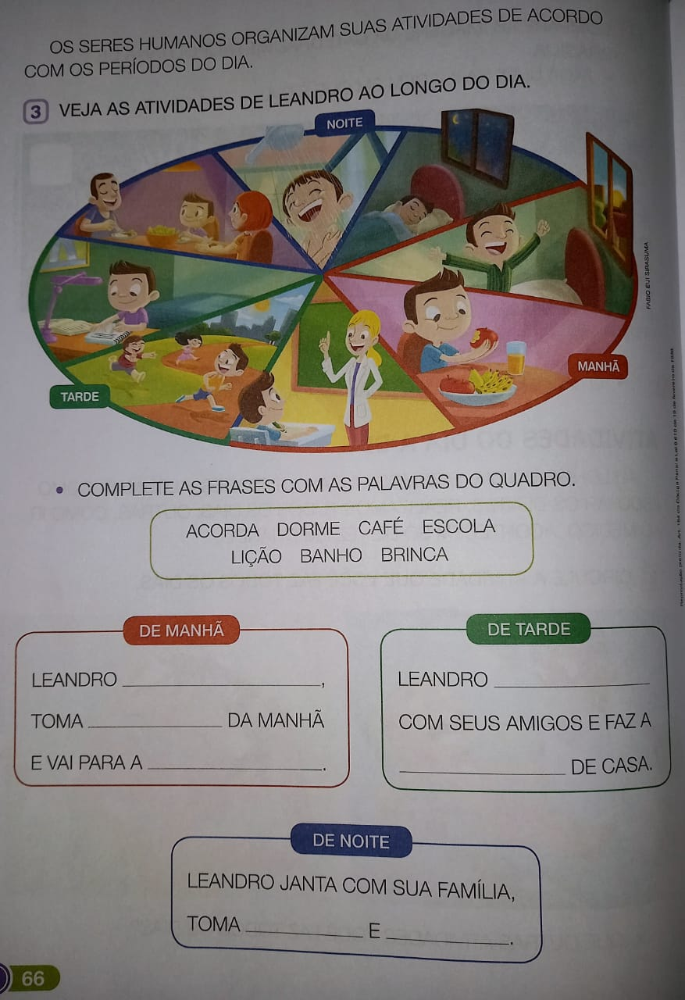 OS SERES HUMANOS ORGANIZAM SUAS ATIVIDADES DE ACORDO
COM OS PERÍODOS DO DIA.
3 VEJA AS ATIVIDADES DE LEANDRO AO LONGO DO DIA.
NOITE
FABIO EIJI SIRASUMA
MANHÃ
TARDE
• COMPLETE AS FRASES COM AS PALAVRAS DO QUADRO.
ACORDA DORME CAFÉ ESCOLA
LIÇÃO BANHO BRINCA
Reprodução proibida. Art. 184 do Código Penal e Lei 9.610 de 19 de fevereiro de 1998.
DE MANHÃ
LEANDRO ____________________,
TOMA ______________ DA MANHÃ
E VAI PARA A __________________.
DE TARDE
LEANDRO ________________
COM SEUS AMIGOS E FAZ A
_________________ DE CASA.
DE NOITE
LEANDRO JANTA COM SUA FAMÍLIA,
TOMA ____________ E ____________.
66